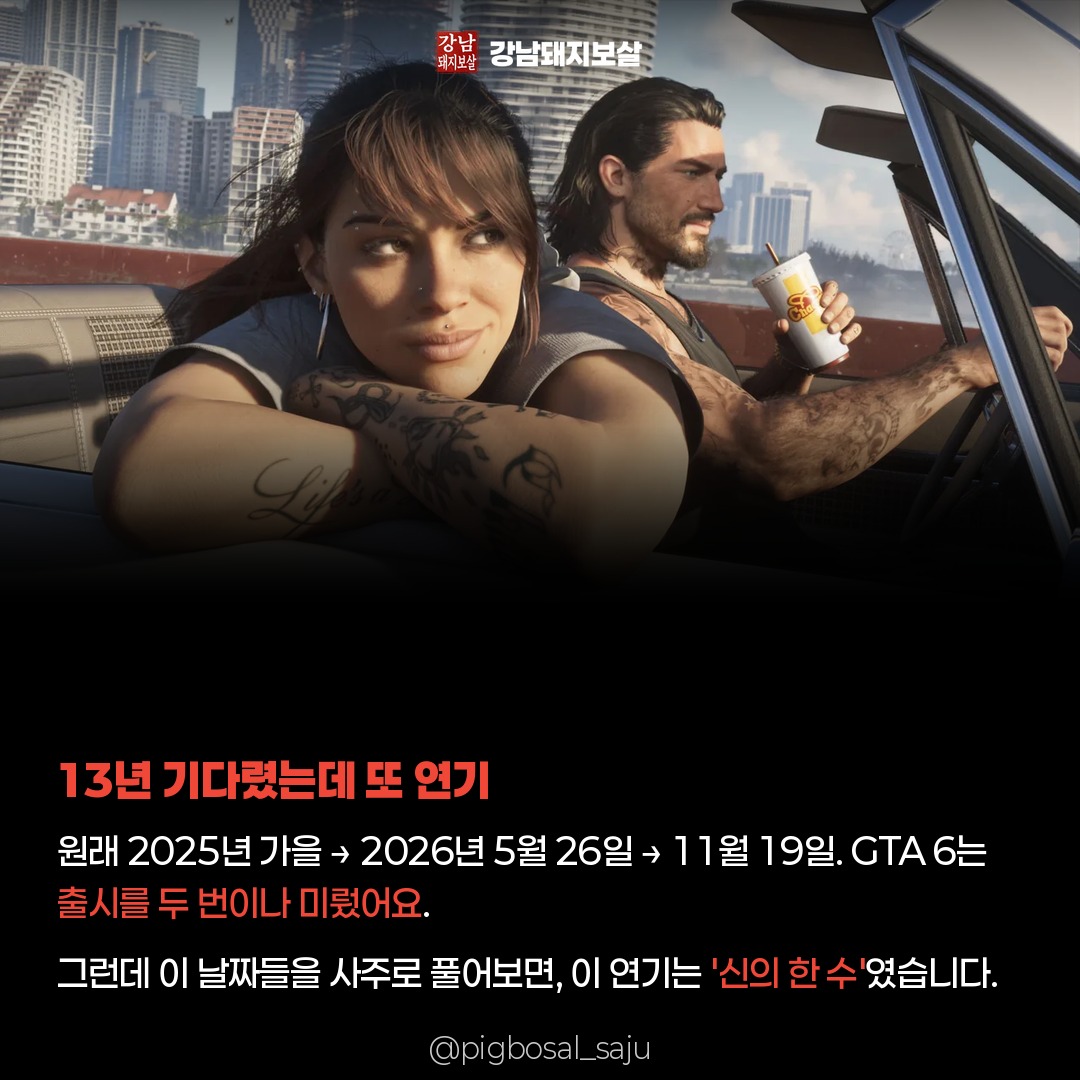 강남
돼지보살
강남돼지보살
Life's a
13년 기다렸는데 또 연기
원래 2025년 가을 → 2026년 5월 26일 → 11월 19일. GTA 6는
출시를 두 번이나 미뤘어요.
그런데 이 날짜들을 사주로 풀어보면, 이 연기는 '신의 한 수'였습니다.
@pigbosal_saju